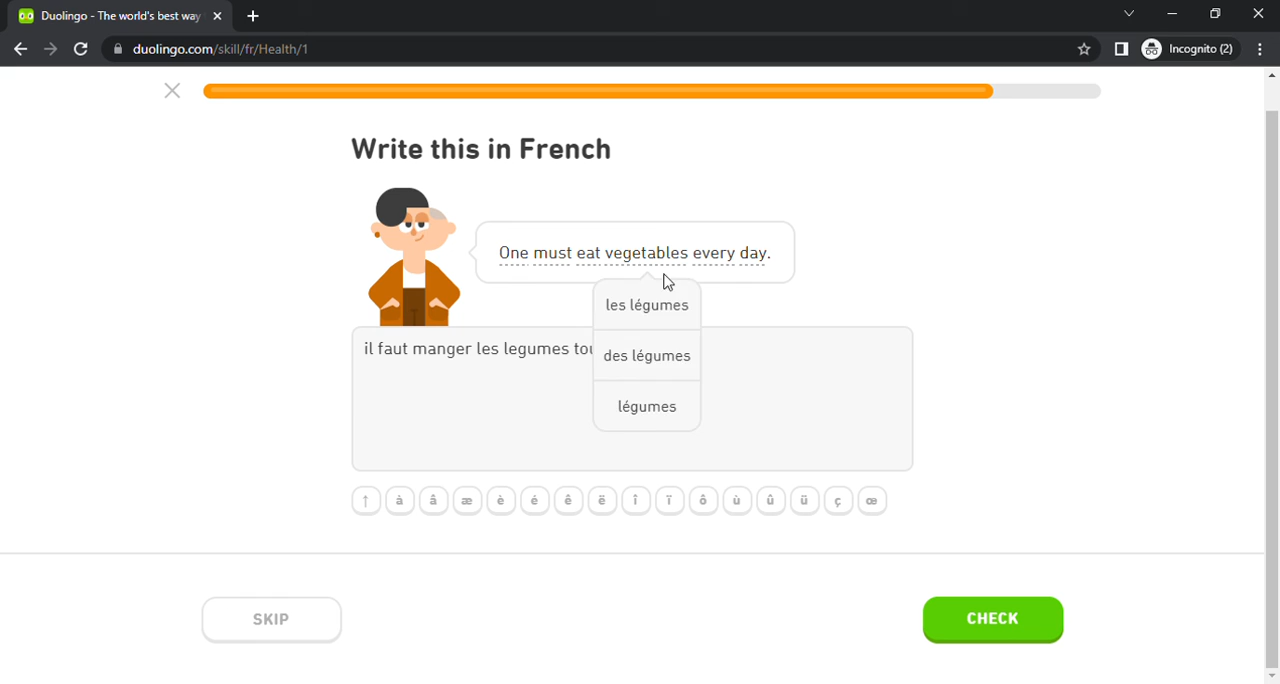 Duolingo - The world's best way
duolingo.com/skill/fr/Health/1
Incognito (2)
Write this in French
One must eat vegetables every day.
les légumes
il faut manger les legumes
des légumes
légumes
↑ à â æ è é ê ë î ï ô ù û ü ç œ
SKIP
CHECK